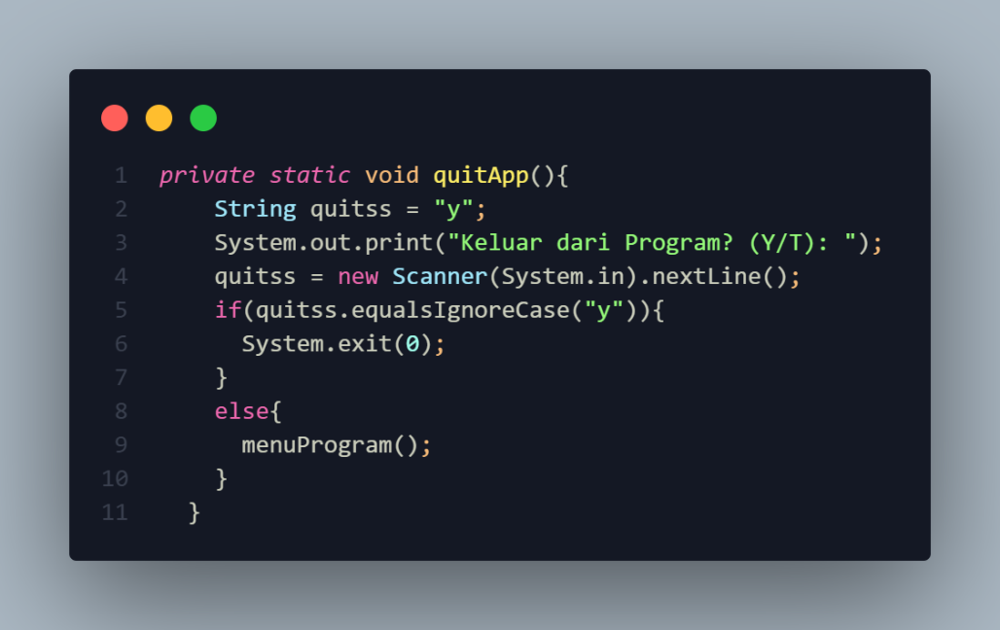 1 private static void quitApp(){
2 String quitss = "y";
3 System.out.print("Keluar dari Program? (Y/T): ");
4 quitss = new Scanner(System.in).nextLine();
5 if(quitss.equalsIgnoreCase("y")){
6 System.exit(0);
7 }
8 else{
9 menuProgram();
10 }
11 }